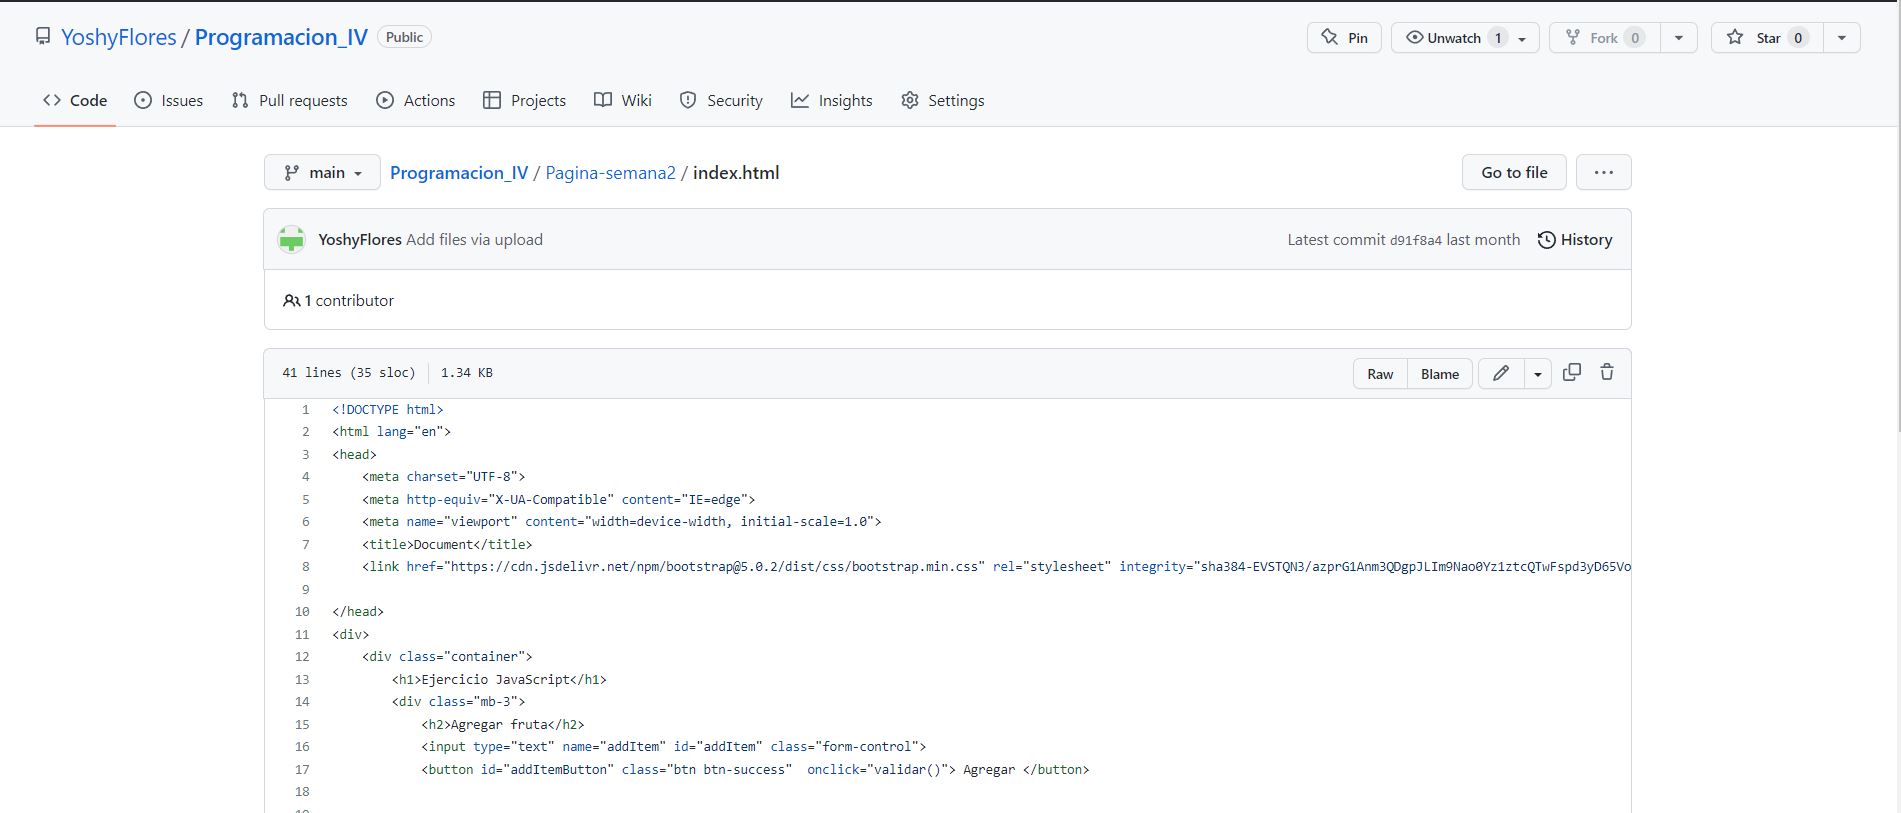 YoshyFlores / Programacion_IV Public
Pin Unwatch 1 Fork 0 Star 0
Code Issues Pull requests Actions Projects Wiki Security Insights Settings
main Programacion_IV / Pagina-semana2 / index.html Go to file ...
YoshyFlores Add files via upload Latest commit d91f8a4 last month History
1 contributor
41 lines (35 sloc) 1.34 KB Raw Blame
1 <!DOCTYPE html>
2 <html lang="en">
3 <head>
4 <meta charset="UTF-8">
5 <meta http-equiv="X-UA-Compatible" content="IE=edge">
6 <meta name="viewport" content="width=device-width, initial-scale=1.0">
7 <title>Document</title>
8 <link href="https://cdn.jsdelivr.net/npm/bootstrap@5.0.2/dist/css/bootstrap.min.css" rel="stylesheet" integrity="sha384-EVSTQN3/azprG1Anm3QDgpJLIm9Nao0Yz1ztcQTwFspd3yD65Vo
9
10 </head>
11 <div>
12 <div class="container">
13 <h1>Ejercicio JavaScript</h1>
14 <div class="mb-3">
15 <h2>Agregar fruta</h2>
16 <input type="text" name="addItem" id="addItem" class="form-control">
17 <button id="addItemButton" class="btn btn-success"  onclick="validar()"> Agregar </button>
18